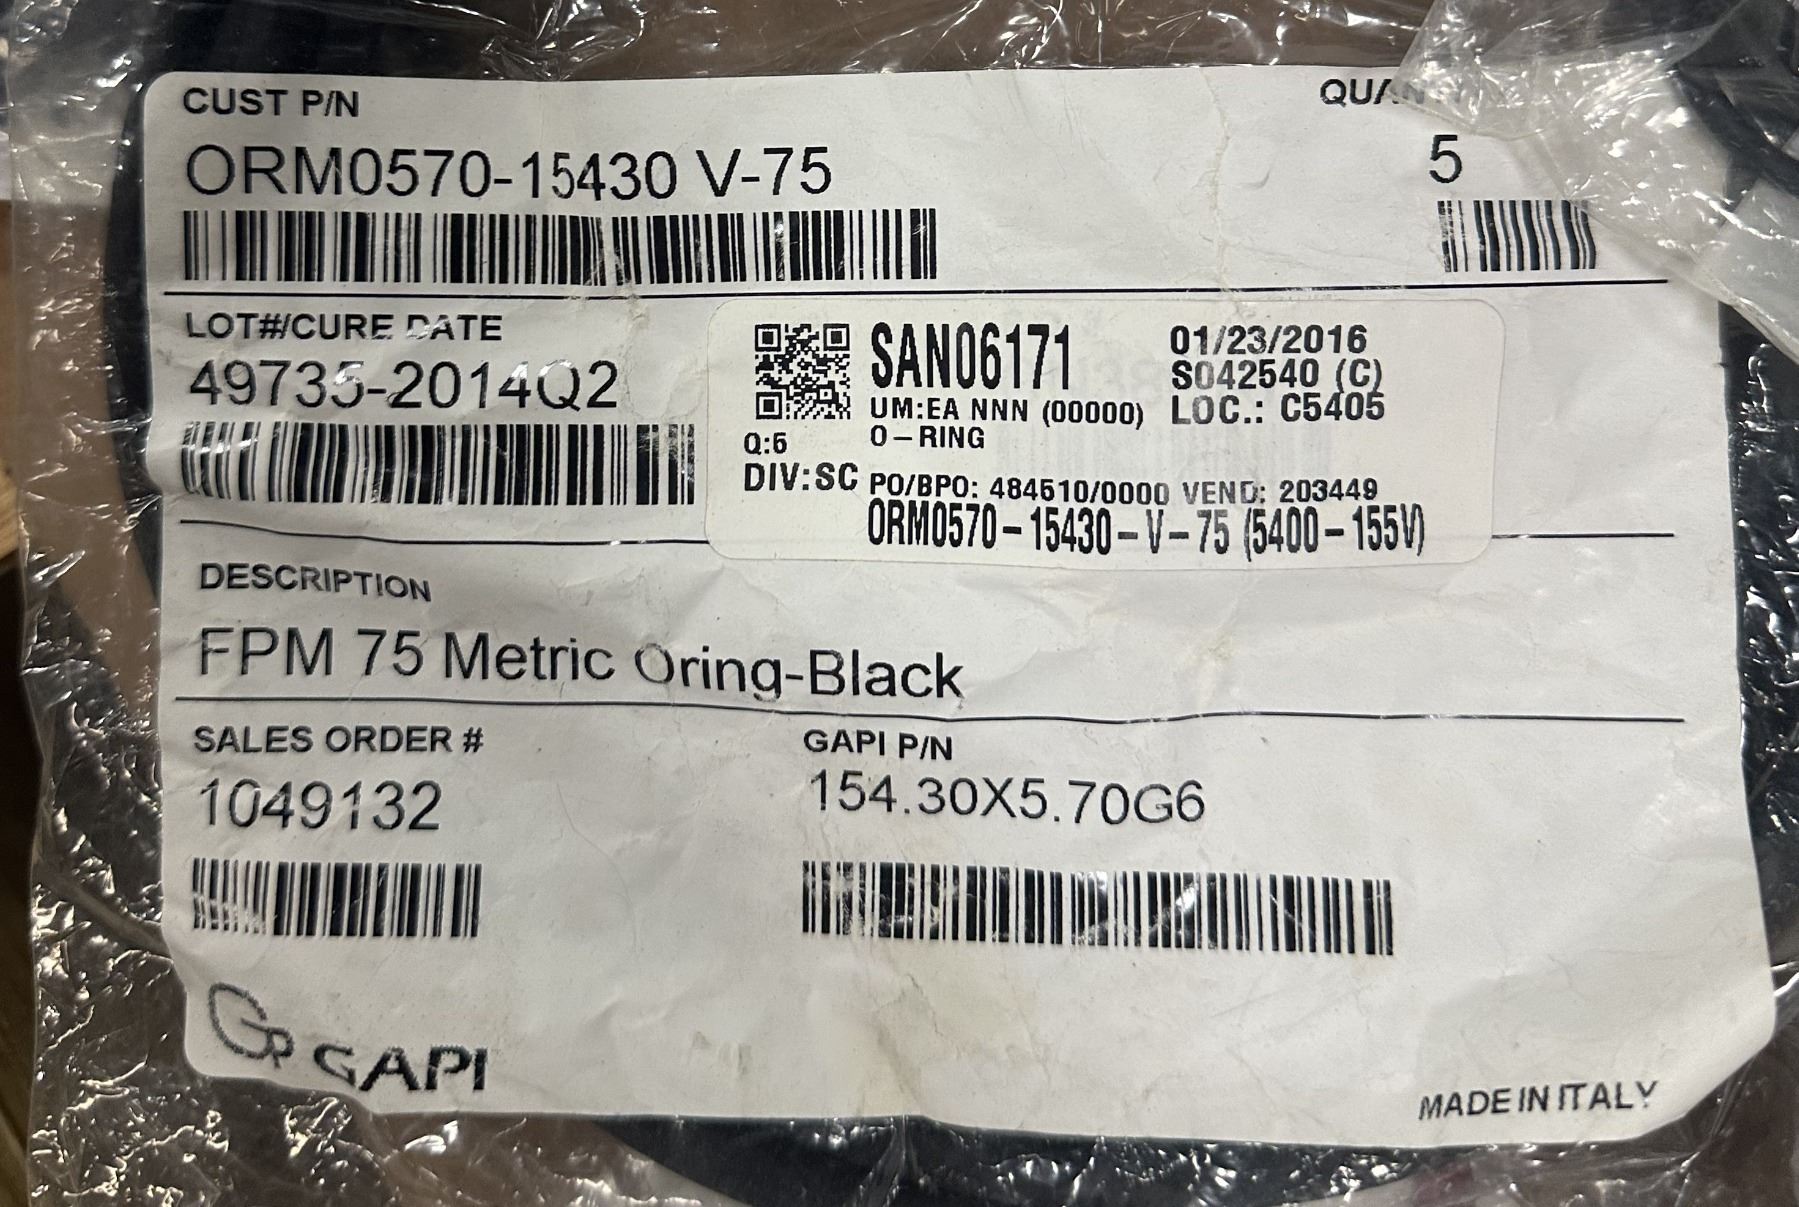 CUST P/N
ORM0570-15430 V-75
5
LOT#/CURE DATE
49735-2014Q2
SAN06171
01/23/2016
S042540 (C)
UM:EA NNN (00000)
LOC.: C5405
Q:5
O-RING
DIV:SC
PO/BPO: 484510/0000 VEND: 203449
ORM0570-15430-V-75 (5400-155V)
DESCRIPTION
FPM 75 Metric Oring-Black
SALES ORDER #
1049132
GAPI P/N
154.30X5.70G6
GAPI
MADE IN ITALY